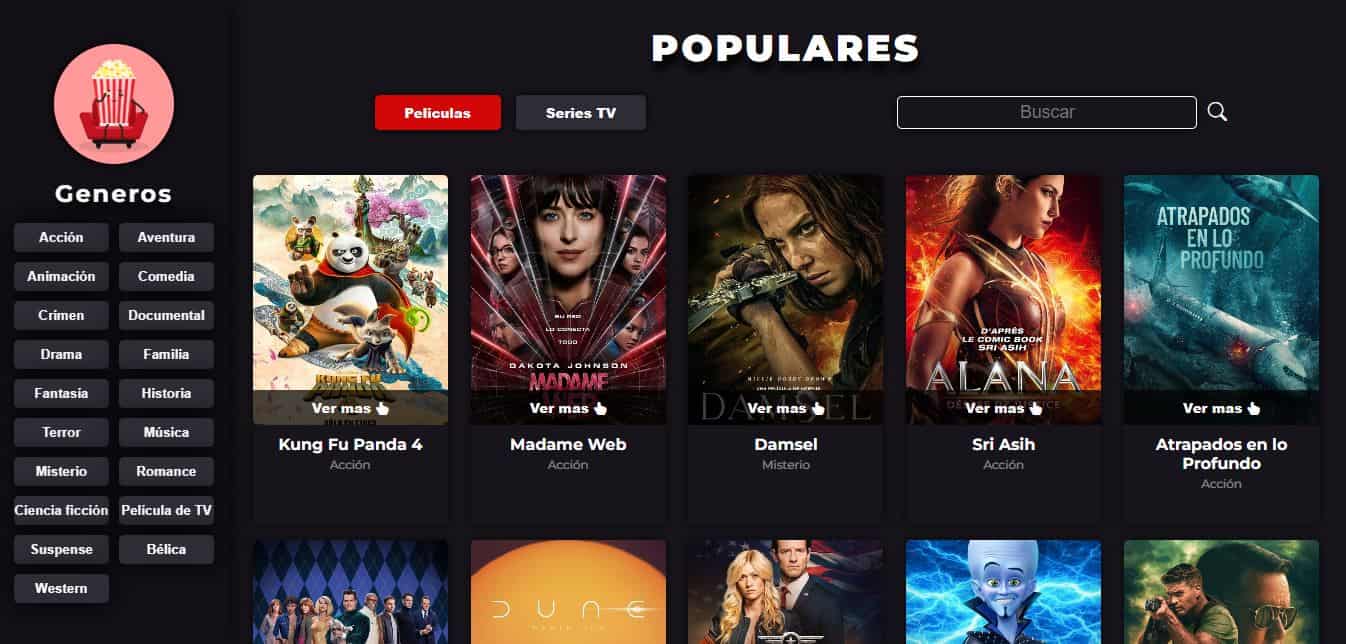 POPULARES
Peliculas
Series TV
Buscar
Generos
Acción
Aventura
Animación
Comedia
Crimen
Documental
Drama
Familia
Fantasía
Historia
Terror
Música
Misterio
Romance
Ciencia ficción
Película de TV
Suspense
Bélica
Western
SU RED
LO CONECTA
TODO
DAKOTA JOHNSON
MADAME
WEB
DAMSEL
D'APRÈS
LE COMIC BOOK
SRI ASIH
ALANA
ATRAPADOS
EN LO
PROFUNDO
Ver mas
Ver mas
Ver mas
Ver mas
Ver mas
Kung Fu Panda 4
Acción
Madame Web
Acción
Damsel
Misterio
Sri Asih
Acción
Atrapados en lo
Profundo
Acción
DUNE